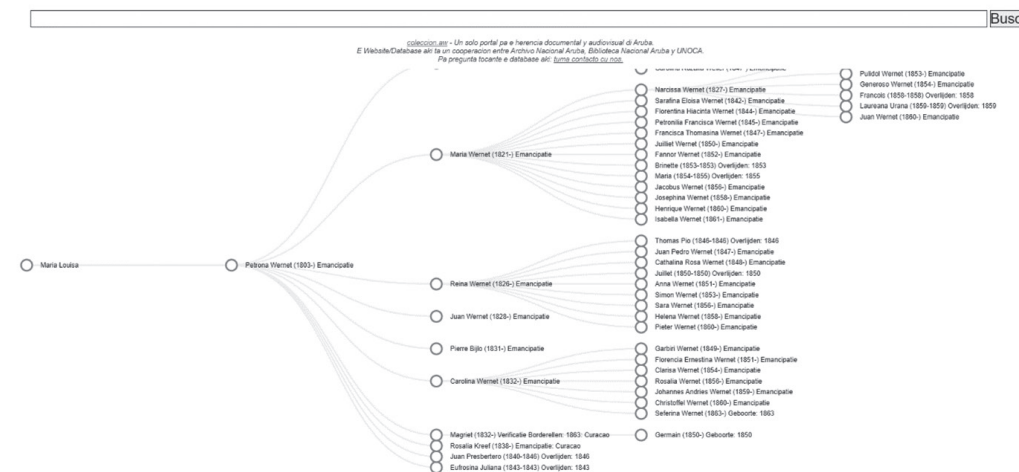 Busc
coleccion.aw - Un solo portal pa e herencia documental y audiovisual di Aruba.
E Website/Database aki ta un cooperacion entre Archivo Nacional Aruba, Biblioteca Nacional Aruba y UNOCA.
Pa pregunta tocante e database aki: tuma contacto cu nos.
Pulidol Wernet (1853-) Emancipatie
Generoso Wernet (1854-) Emancipatie
Francois (1858-1858) Overlijden: 1858
Laureana Urana (1859-1859) Overlijden: 1859
Juan Wernet (1860-) Emancipatie
Narcissa Wernet (1827-) Emancipatie
Sarafina Eloisa Wernet (1842-) Emancipatie
Florentina Hiacinta Wernet (1844-) Emancipatie
Petronilia Francisca Wernet (1845-) Emancipatie
Francisca Thomasina Wernet (1847-) Emancipatie
Juilliet Wernet (1850-) Emancipatie
Fannor Wernet (1852-) Emancipatie
Brinette (1853-1853) Overlijden: 1853
Maria (1854-1855) Overlijden: 1855
Jacobus Wernet (1856-) Emancipatie
Josephina Wernet (1858-) Emancipatie
Henrique Wernet (1860-) Emancipatie
Isabella Wernet (1861-) Emancipatie
Maria Wernet (1821-) Emancipatie
Thomas Pio (1846-1846) Overlijden: 1846
Juan Pedro Wernet (1847-) Emancipatie
Cathalina Rosa Wernet (1848-) Emancipatie
Juillet (1850-1850) Overlijden: 1850
Anna Wernet (1851-) Emancipatie
Simon Wernet (1853-) Emancipatie
Sara Wernet (1856-) Emancipatie
Helena Wernet (1858-) Emancipatie
Pieter Wernet (1860-) Emancipatie
Maria Louisa
Petrona Wernet (1803-) Emancipatie
Reina Wernet (1826-) Emancipatie
Juan Wernet (1828-) Emancipatie
Pierre Bijlo (1831-) Emancipatie
Carolina Wernet (1832-) Emancipatie
Garbiri Wernet (1849-) Emancipatie
Florencia Ernestina Wernet (1851-) Emancipatie
Clarisa Wernet (1854-) Emancipatie
Rosalia Wernet (1856-) Emancipatie
Johannes Andries Wernet (1859-) Emancipatie
Christoffel Wernet (1860-) Emancipatie
Seferina Wernet (1863-) Geboorte: 1863
Magriet (1832-) Verificatie Borderellen: 1863: Curacao
Germain (1850-) Geboorte: 1850
Rosalia Kreef (1838-) Emancipatie: Curacao
Juan Presbertero (1840-1846) Overlijden: 1846
Eufrosina Juliana (1843-1843) Overlijden: 1843